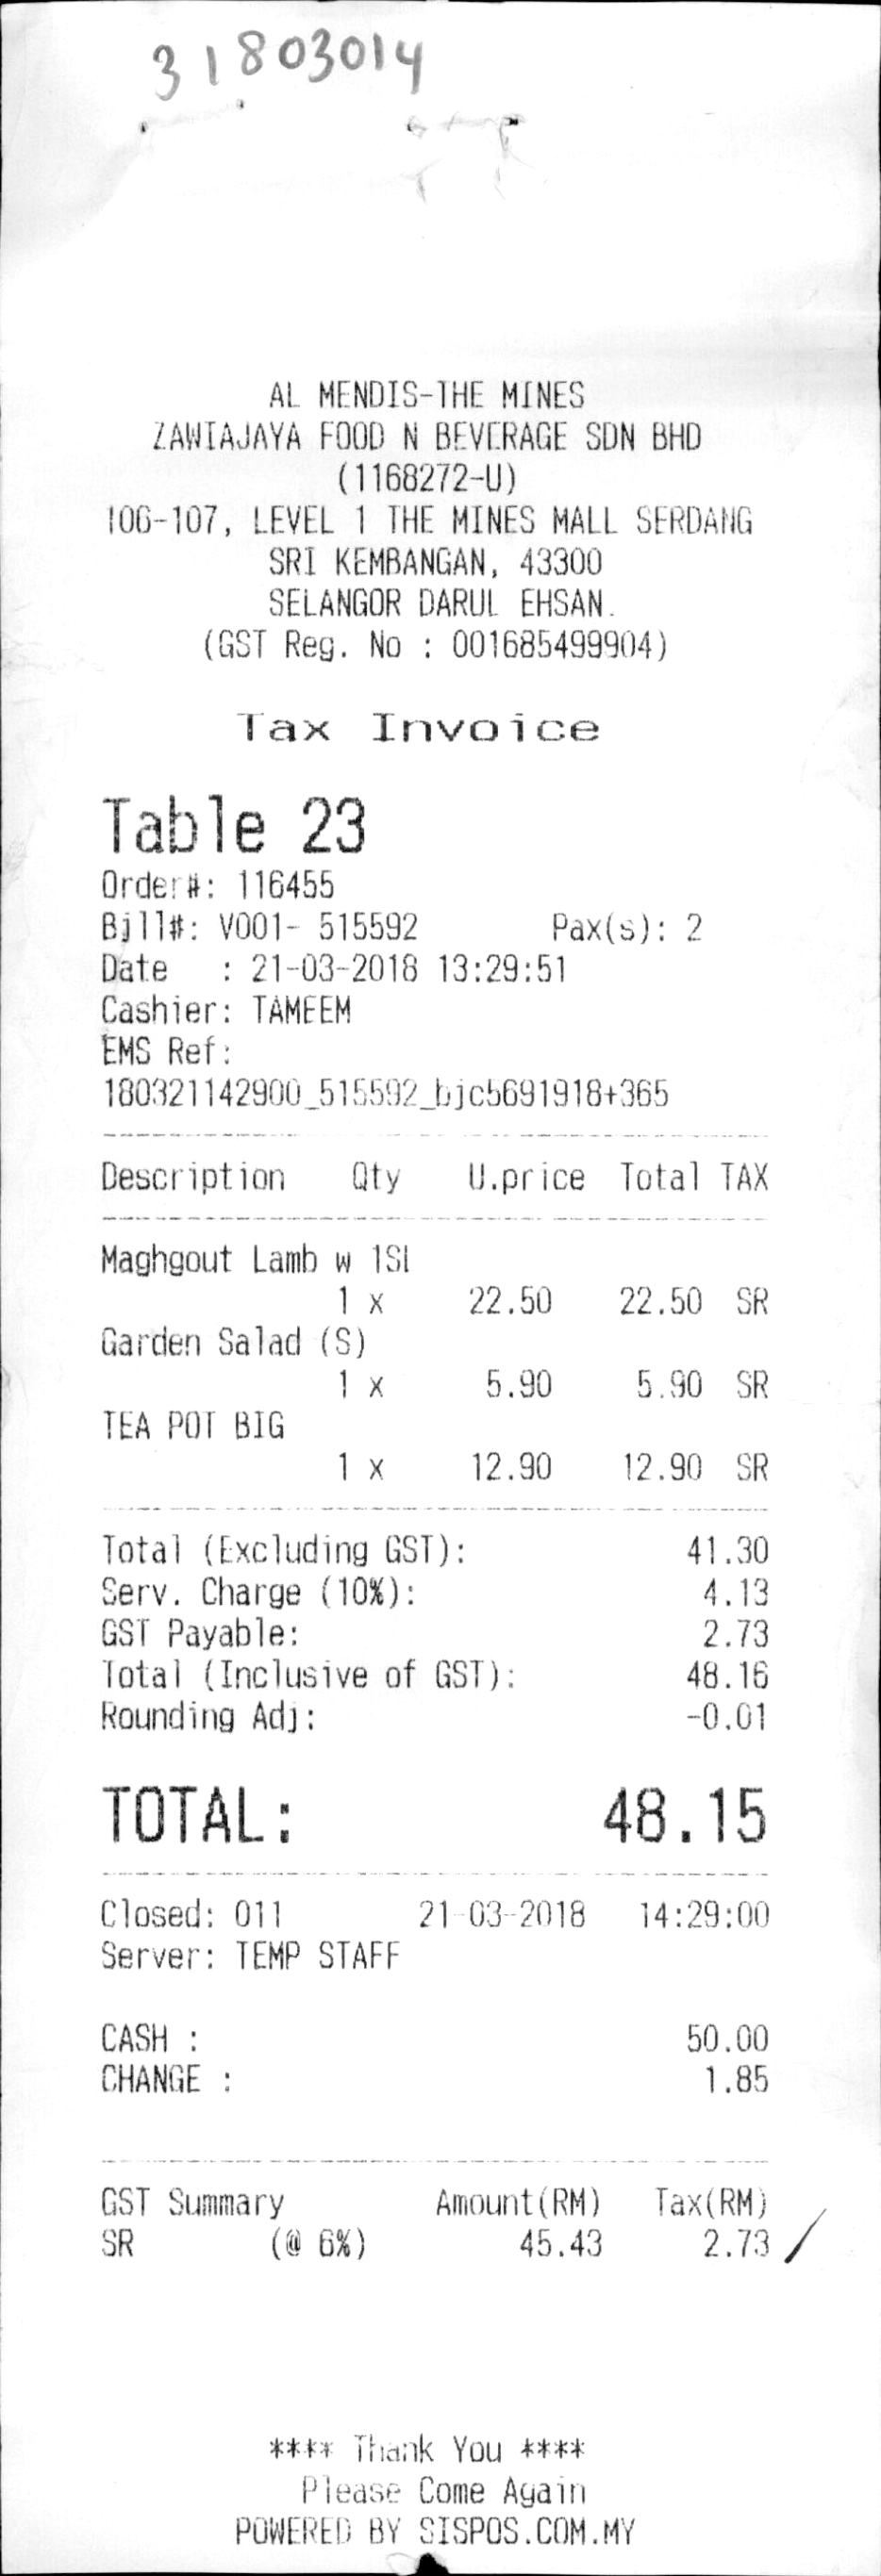 31803014
AL MENDIS-THE MINES
ZAWIAJAYA FOOD N BEVERAGE SDN BHD
(1168272-U)
106-107, LEVEL 1 THE MINES MALL SERDANG
SRI KEMBANGAN, 43300
SELANGOR DARUL EHSAN.
(GST Reg. No : 001685499904)
Tax Invoice
Table 23
Order#: 116455
Bill#: V001- 515592 Pax(s): 2
Date : 21-03-2018 13:29:51
Cashier: TAMEEM
EMS Ref:
180321142900_515592_bjc5691918+365
Description Qty U.price Total TAX
Maghgout Lamb w 1SL
1 x 22.50 22.50 SR
Garden Salad (S)
1 x 5.90 5.90 SR
TEA POT BIG
1 x 12.90 12.90 SR
Total (Excluding GST): 41.30
Serv. Charge (10%): 4.13
GST Payable: 2.73
Total (Inclusive of GST): 48.16
Rounding Adj: -0.01
TOTAL: 48.15
Closed: 011 21-03-2018 14:29:00
Server: TEMP STAFF
CASH : 50.00
CHANGE : 1.85
GST Summary Amount(RM) Tax(RM)
SR (@ 6%) 45.43 2.73
**** Thank You ****
Please Come Again
POWERED BY SISPOS.COM.MY